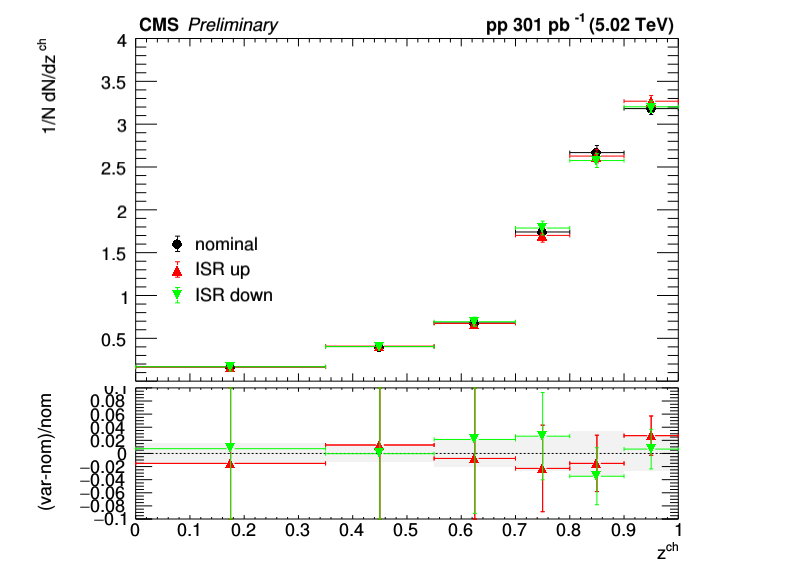 CMS Preliminary pp 301 pb -1 (5.02 TeV)
1/N dN/dz ch
4
3.5
3
2.5
2
1.5
1
0.5
nominal
ISR up
ISR down
(var-nom)/nom
0.1
0.08
0.06
0.04
0.02
0
−0.02
−0.04
−0.06
−0.08
−0.1
0 0.1 0.2 0.3 0.4 0.5 0.6 0.7 0.8 0.9 1
z ch